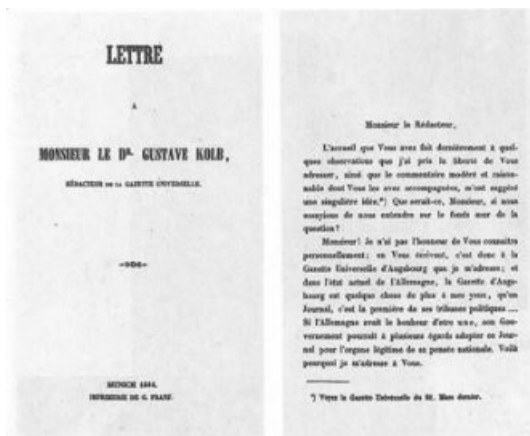 LETTRE
A
MONSIEUR LE Dr. GUSTAVE KOLB,
RÉDACTEUR DE LA GAZETTE UNIVERSELLE.
MUNICH 1844.
IMPRIMERIE DE G. FRANZ.
Monsieur le Rédacteur,
L'accueil que Vous avez fait dernièrement à quel-
ques observations que j'ai pris la liberté de Vous
adresser, ainsi que le commentaire modéré et raison-
nable dont Vous les avez accompagnées, m'ont suggéré
une singulière idée.*) Que serait-ce, Monsieur, si nous
essayions de nous entendre sur le fonds mer de la
question?
Monsieur! Je n'ai pas l'honneur de Vous connaitre
personnellement; en Vous écrivant, c'est donc à la
Gazette Universelle d'Augsbourg que je m'adresse; et
dans l'état actuel de l'Allemagne, la Gazette d'Augs-
bourg est quelque chose de plus à mes yeux, qu'un
Journal, c'est la première de ses tribunes politiques ....
Si l'Allemagne avait le bonheur d'être une, son Gou-
vernement pourrait à plusieurs égards adopter ce Jour-
nal pour l'organe légitime de sa pensée nationale. Voilà
pourquoi je m'adresse à Vous.
*) Voyez la Gazette Universelle du Mars dernier.